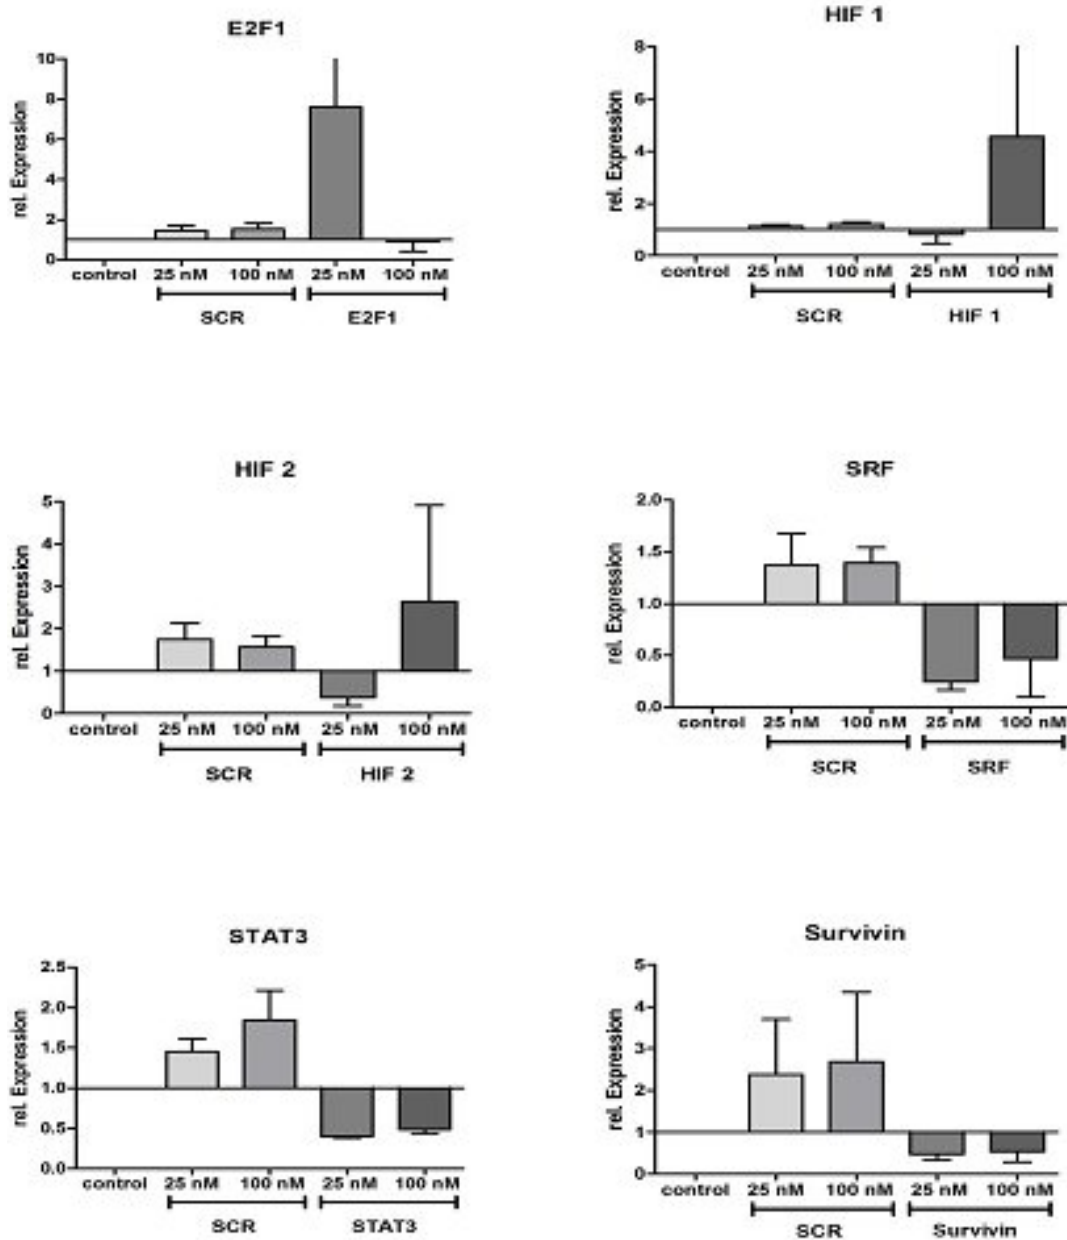 E2F1
rel. Expression
10
8
6
4
2
0
control 25 nM 100 nM 25 nM 100 nM
SCR E2F1
HIF 1
rel. Expression
8
6
4
2
0
control 25 nM 100 nM 25 nM 100 nM
SCR HIF 1
HIF 2
rel. Expression
5
4
3
2
1
0
control 25 nM 100 nM 25 nM 100 nM
SCR HIF 2
SRF
rel. Expression
2.0
1.5
1.0
0.5
0.0
control 25 nM 100 nM 25 nM 100 nM
SCR SRF
STAT3
rel. Expression
2.5
2.0
1.5
1.0
0.5
0.0
control 25 nM 100 nM 25 nM 100 nM
SCR STAT3
Survivin
rel. Expression
5
4
3
2
1
0
control 25 nM 100 nM 25 nM 100 nM
SCR Survivin